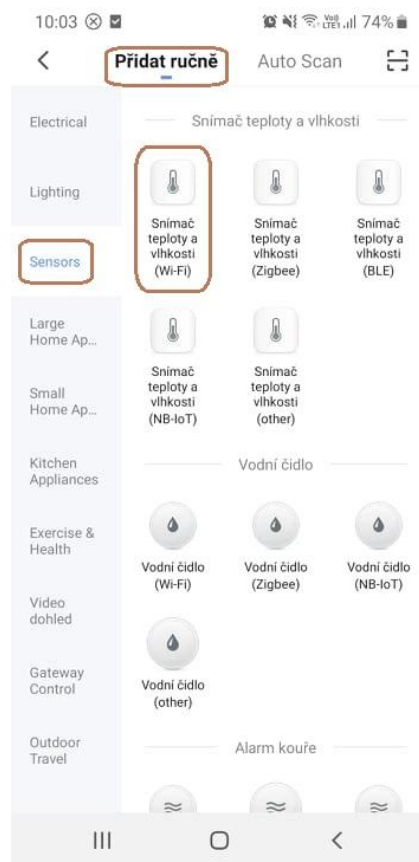 10:03 74%
Přidat ručně Auto Scan
Electrical
Lighting
Sensors
Large
Home Ap...
Small
Home Ap...
Kitchen
Appliances
Exercise &
Health
Video
dohled
Gateway
Control
Outdoor
Travel
Snímač teploty a vlhkosti
Snímač
teploty a
vlhkosti
(Wi-Fi)
Snímač
teploty a
vlhkosti
(Zigbee)
Snímač
teploty a
vlhkosti
(BLE)
Snímač
teploty a
vlhkosti
(NB-IoT)
Snímač
teploty a
vlhkosti
(other)
Vodní čidlo
Vodní čidlo
(Wi-Fi)
Vodní čidlo
(Zigbee)
Vodní čidlo
(NB-IoT)
Vodní čidlo
(other)
Alarm kouře